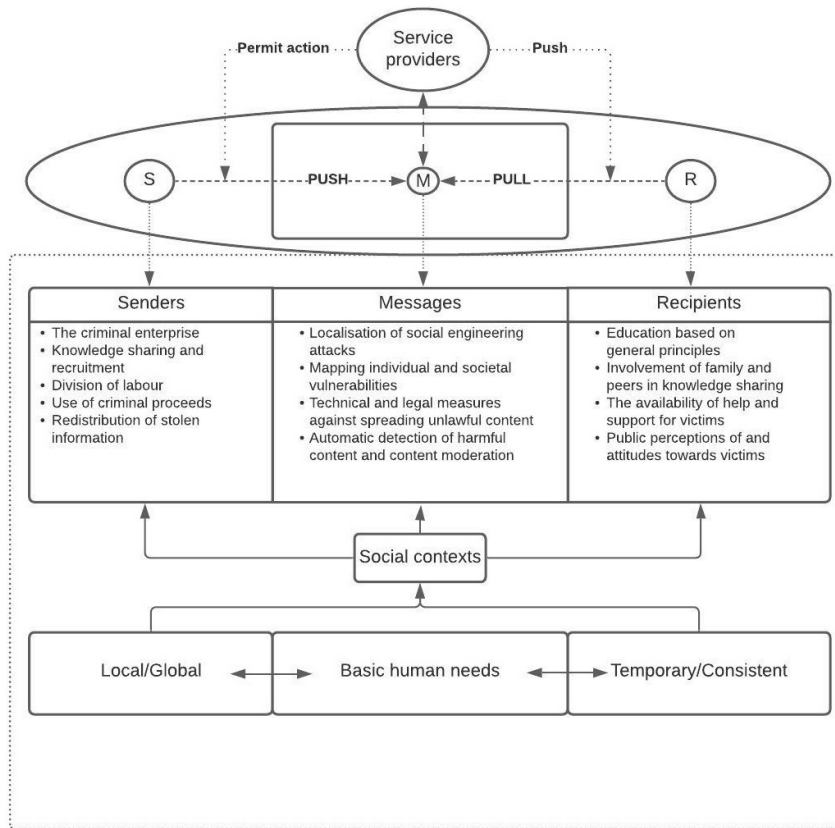 Service
providers
Permit action
Push
S
PUSH
M
PULL
R
Senders
• The criminal enterprise
• Knowledge sharing and
recruitment
• Division of labour
• Use of criminal proceeds
• Redistribution of stolen
information
Messages
• Localisation of social engineering
attacks
• Mapping individual and societal
vulnerabilities
• Technical and legal measures
against spreading unlawful content
• Automatic detection of harmful
content and content moderation
Recipients
• Education based on
general principles
• Involvement of family and
peers in knowledge sharing
• The availability of help and
support for victims
• Public perceptions of and
attitudes towards victims
Social contexts
Local/Global
Basic human needs
Temporary/Consistent